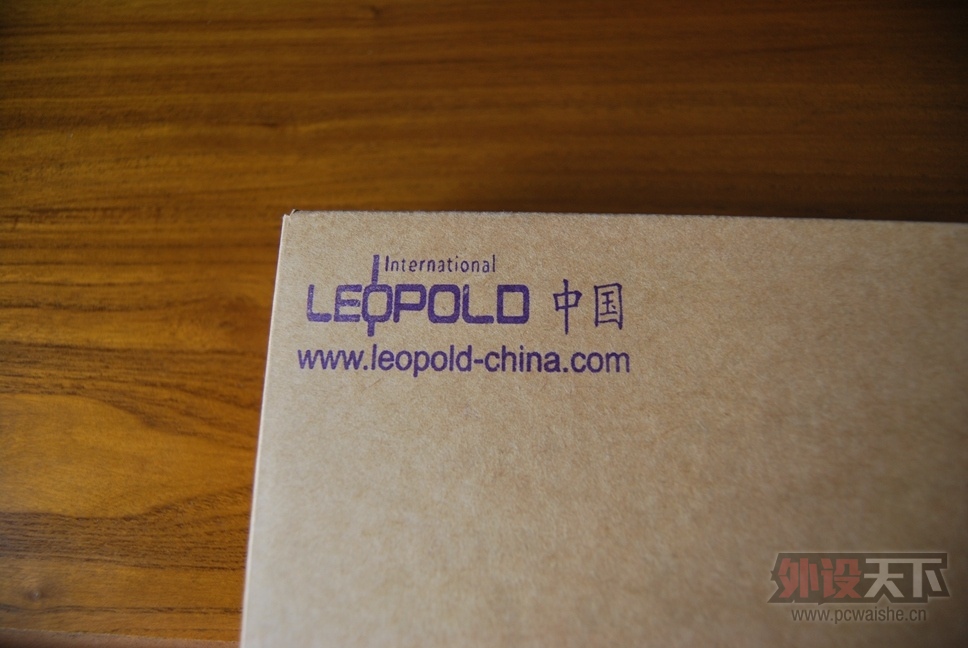 International
LEOPOLD 中国
www.leopold-china.com
外设天下
www.pcwaishe.cn